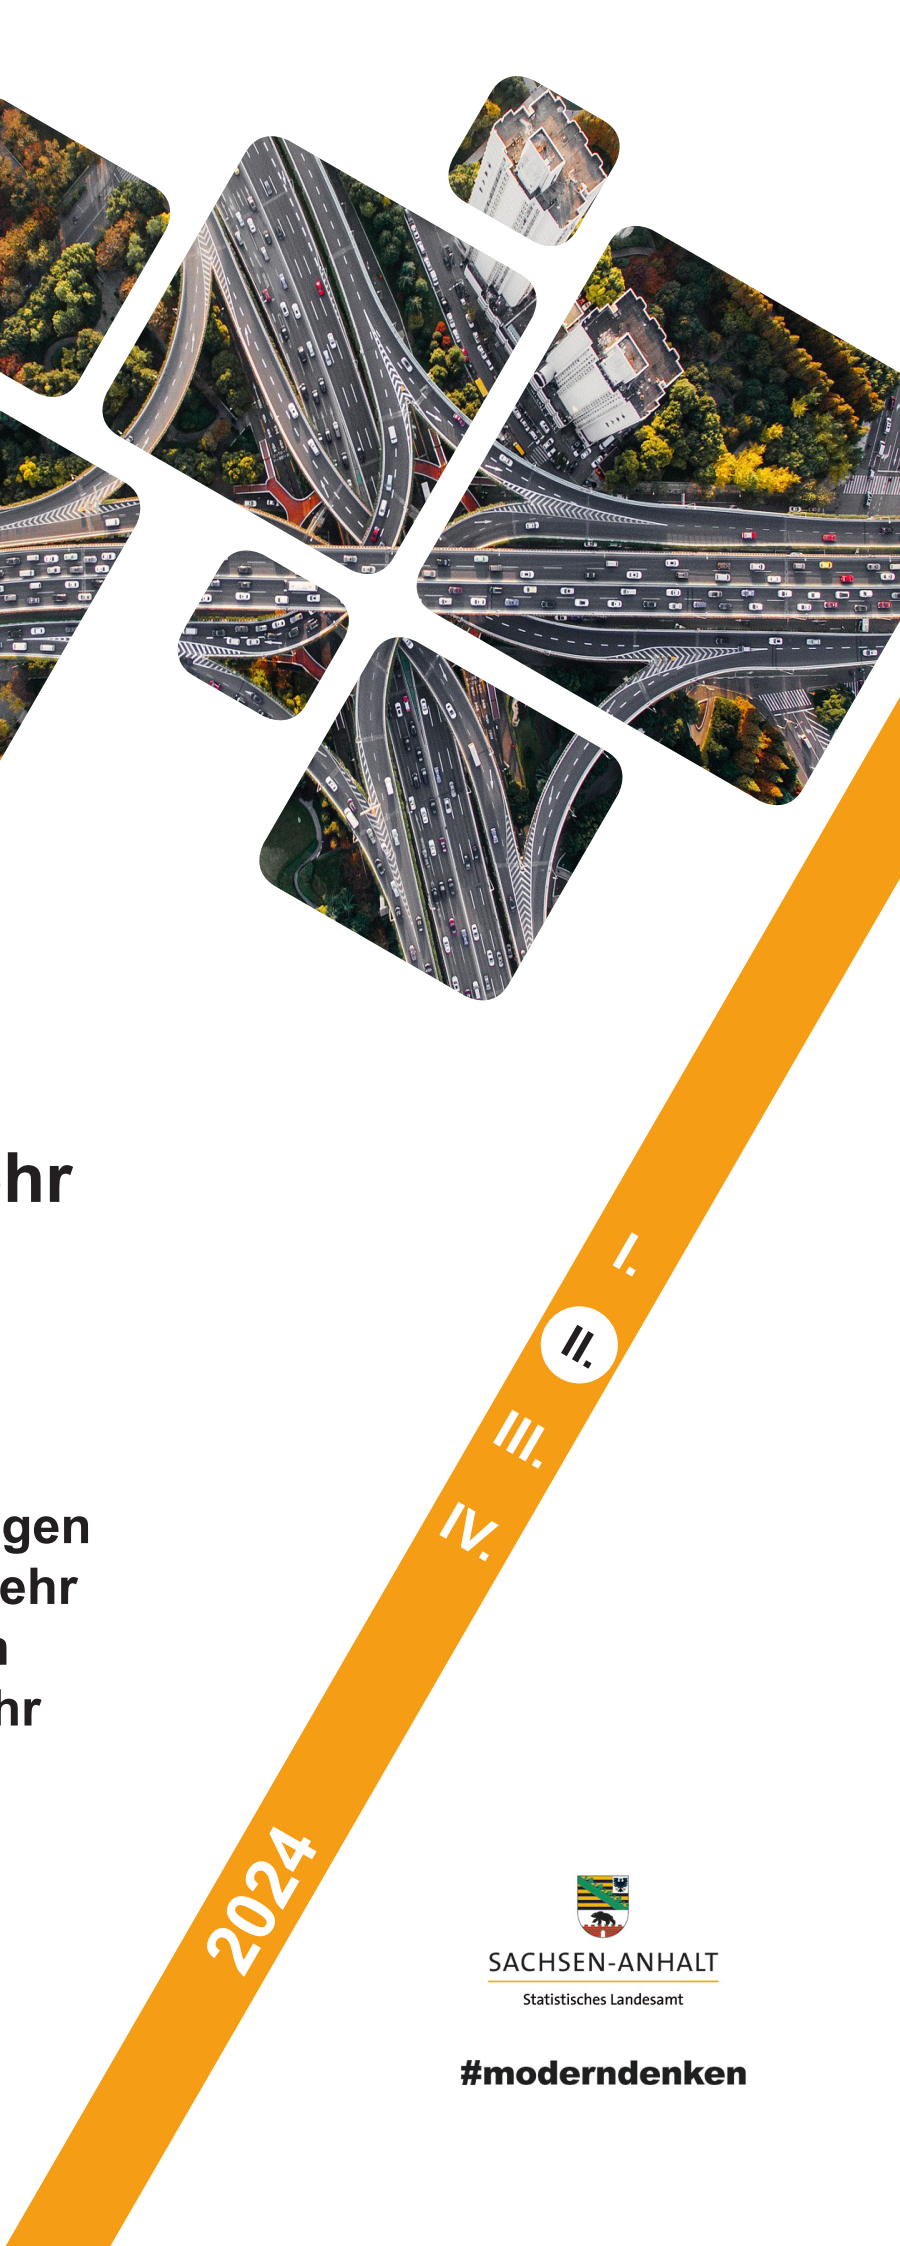 hr
I.
II.
III.
IV.
gen
ehr
hr
2024
SACHSEN-ANHALT
Statistisches Landesamt
#moderndenken